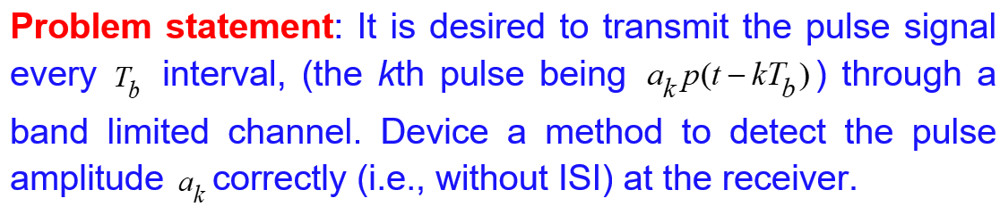 Problem statement: It is desired to transmit the pulse signal
every T_b interval, (the kth pulse being a_k p(t − kT_b)) through a
band limited channel. Device a method to detect the pulse
amplitude a_k correctly (i.e., without ISI) at the receiver.